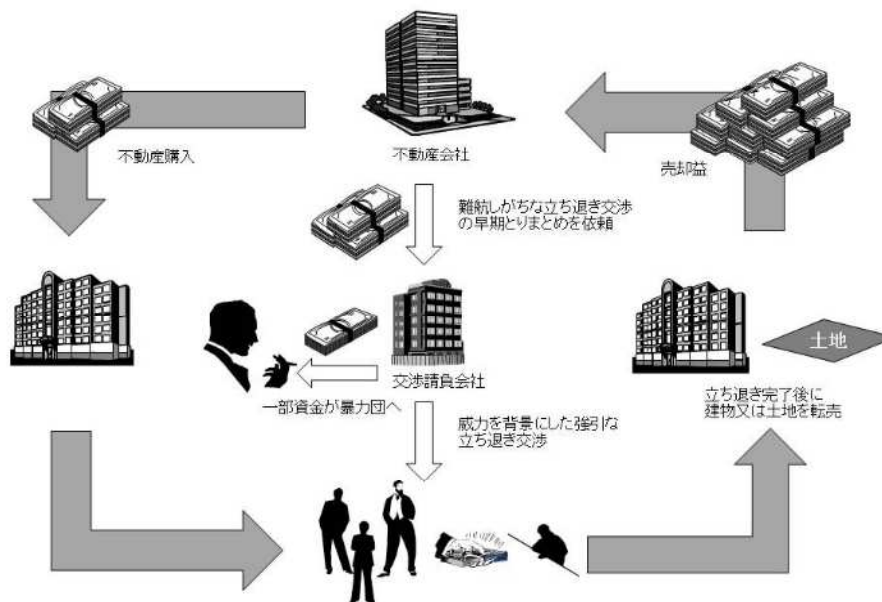 不動産会社
不動産購入
売却益
難航しがちな立ち退き交渉
の早期とりまとめを依頼
交渉請負会社
一部資金が暴力団へ
威力を背景にした強引な
立ち退き交渉
土地
立ち退き完了後に
建物又は土地を転売